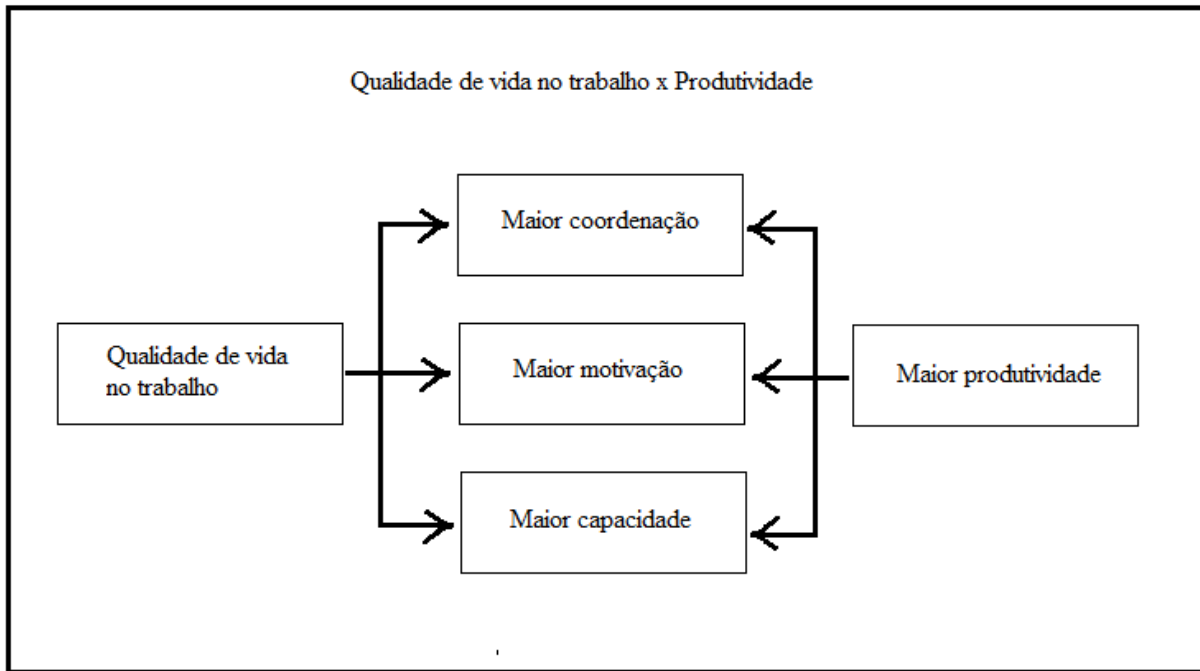 Qualidade de vida no trabalho x Produtividade
Maior coordenação
Qualidade de vida
no trabalho
Maior motivação
Maior produtividade
Maior capacidade